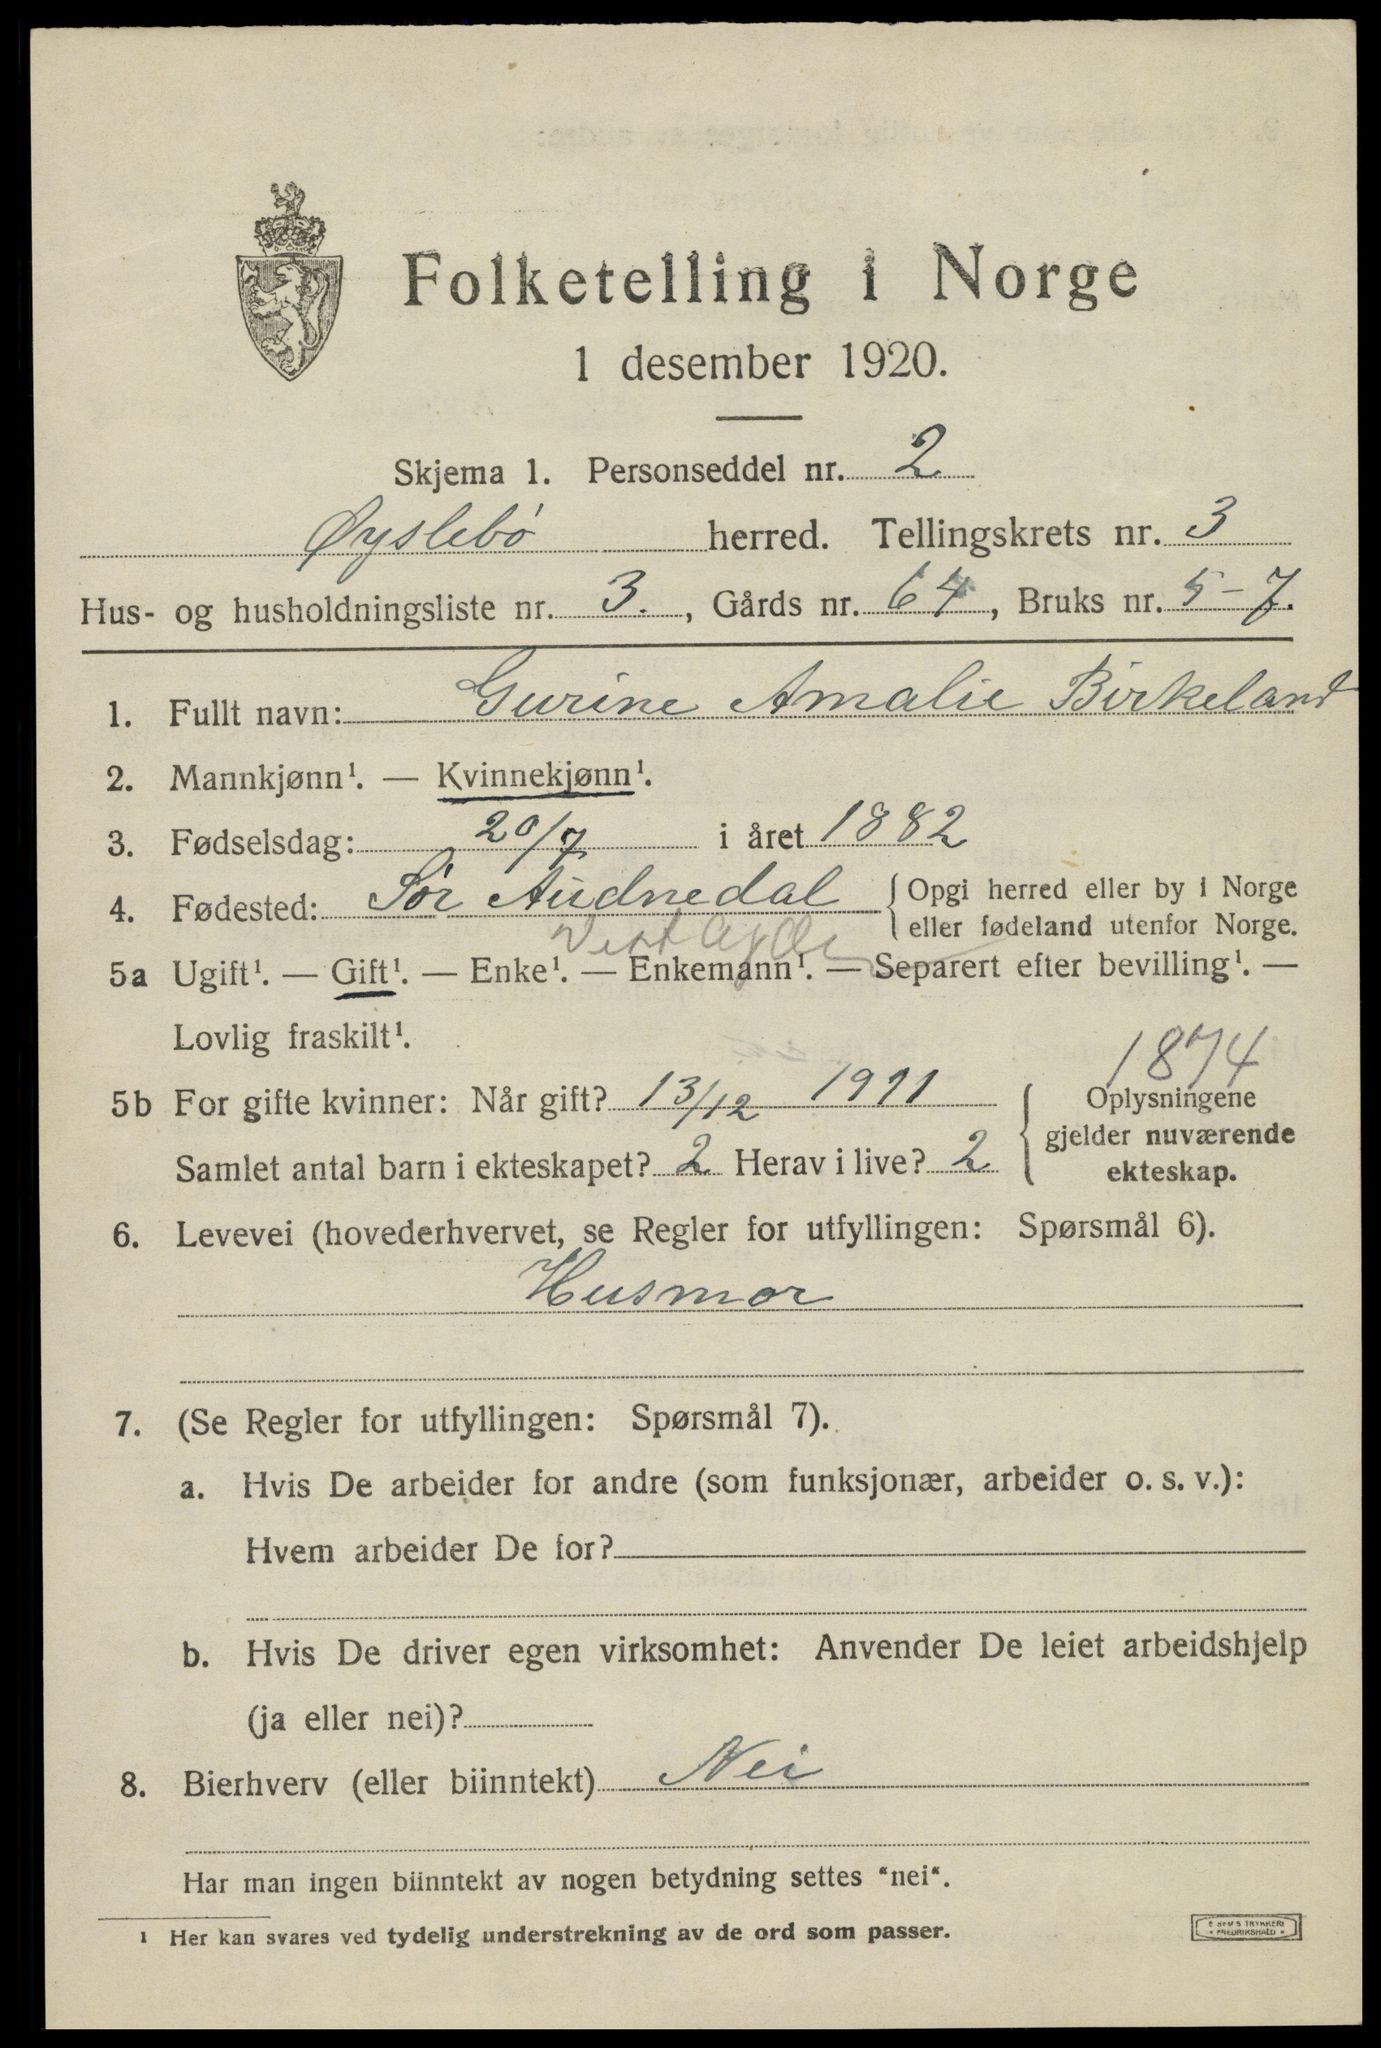 Folketelling i Norge
1 desember 1920.
Skjema 1. Personseddel nr. 2
Øyslebø herred. Tellingskrets nr. 3
Hus- og husholdningsliste nr. 3., Gårds nr. 64, Bruks nr. 5-7.
1. Fullt navn: Gurine Amalie Birkeland
2. Mannkjønn¹. — Kvinnekjønn¹.
3. Fødselsdag: 20/7 i året 1882
4. Fødested: Sør Audnedal { Opgi herred eller by i Norge
eller fødeland utenfor Norge.
Vest Agder
5a Ugift¹. — Gift¹. — Enke¹. — Enkemann¹. — Separert efter bevilling¹. —
Lovlig fraskilt¹.
1874
5b For gifte kvinner: Når gift? 13/12 1911 { Oplysningene
gjelder nuværende
Samlet antal barn i ekteskapet? 2 Herav i live? 2
ekteskap.
6. Levevei (hovederhvervet, se Regler for utfyllingen: Spørsmål 6).
Husmor
7. (Se Regler for utfyllingen: Spørsmål 7).
a. Hvis De arbeider for andre (som funksjonær, arbeider o. s. v.):
Hvem arbeider De for?
b. Hvis De driver egen virksomhet: Anvender De leiet arbeidshjelp
(ja eller nei)?
8. Bierhverv (eller biinntekt) Nei
Har man ingen biinntekt av nogen betydning settes "nei".
¹ Her kan svares ved tydelig understrekning av de ord som passer.
TRYKKERI
FREDRIKSHALD